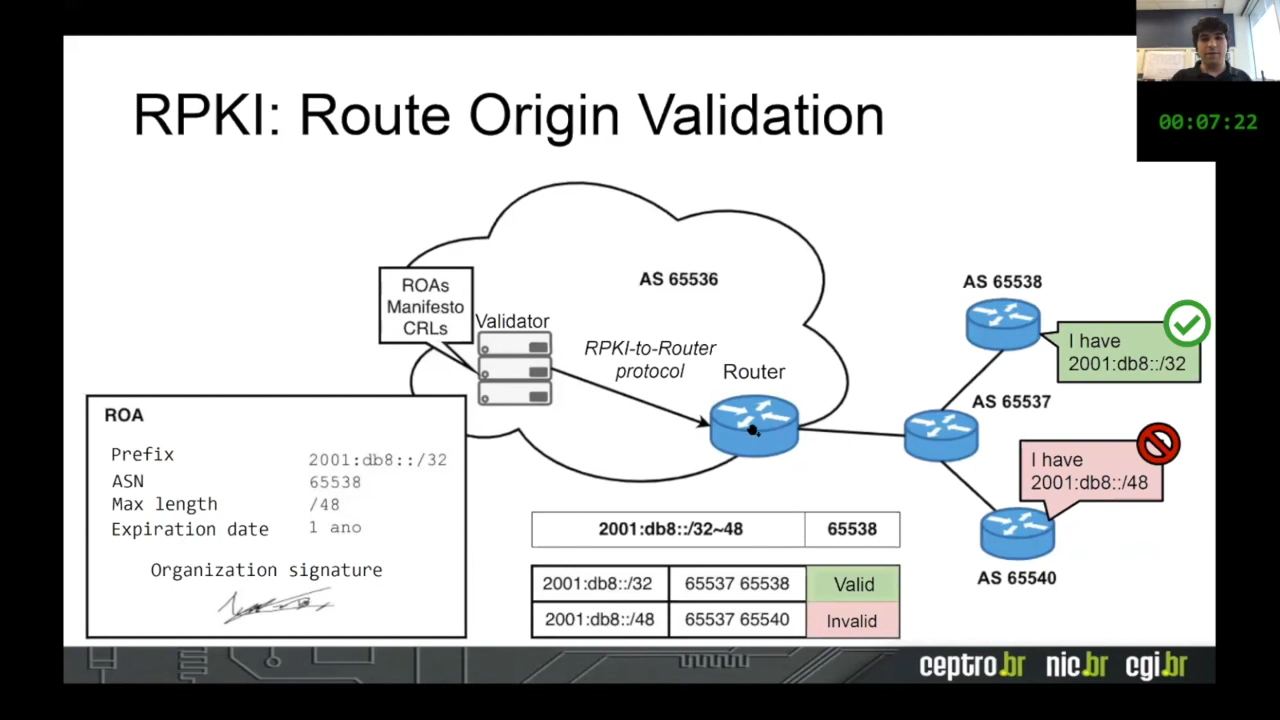 RPKI: Route Origin Validation
00:07:22
AS 65536
ROAs
Manifesto
CRLs
Validator
RPKI-to-Router
protocol
Router
AS 65538
I have
2001:db8::/32
AS 65537
I have
2001:db8::/48
AS 65540
ROA
Prefix 2001:db8::/32
ASN 65538
Max length /48
Expiration date 1 ano
Organization signature
2001:db8::/32~48 65538
2001:db8::/32 65537 65538 Valid
2001:db8::/48 65537 65540 Invalid
ceptro.br nic.br cgi.br